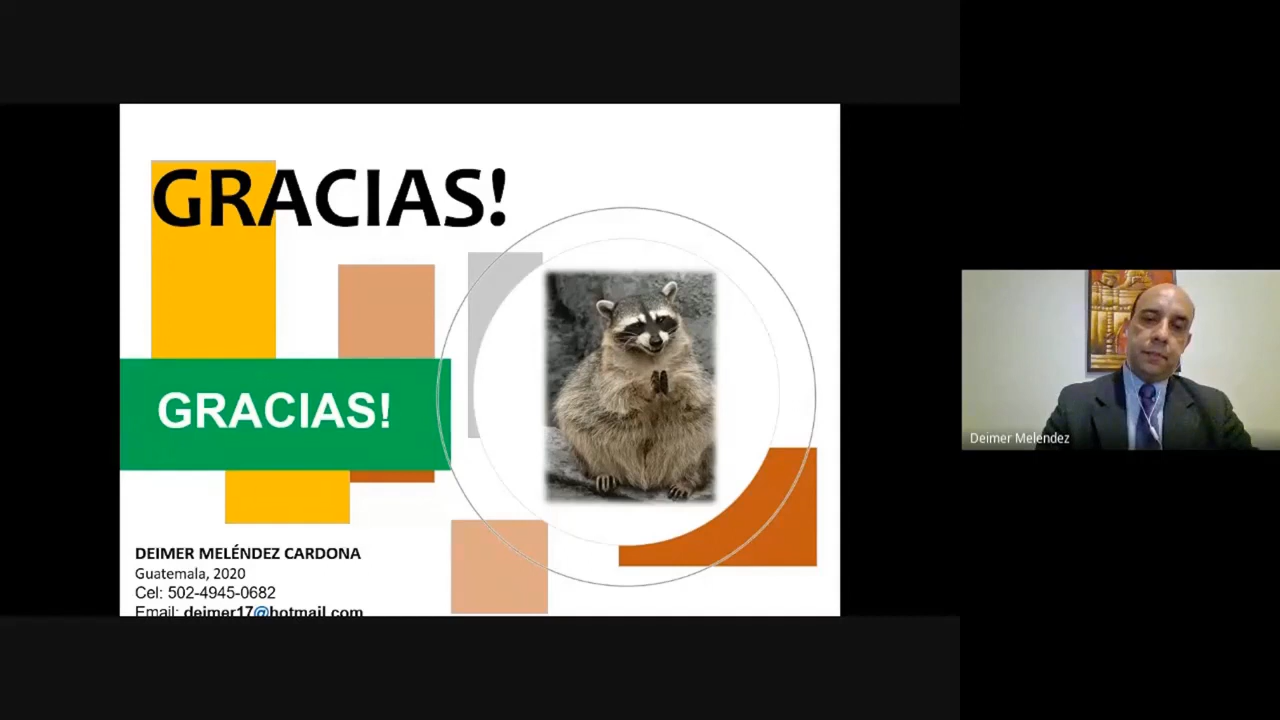 GRACIAS!
GRACIAS!
DEIMER MELÉNDEZ CARDONA
Guatemala, 2020
Cel: 502-4945-0682
Email: deimer17@hotmail.com
Deimer Melendez